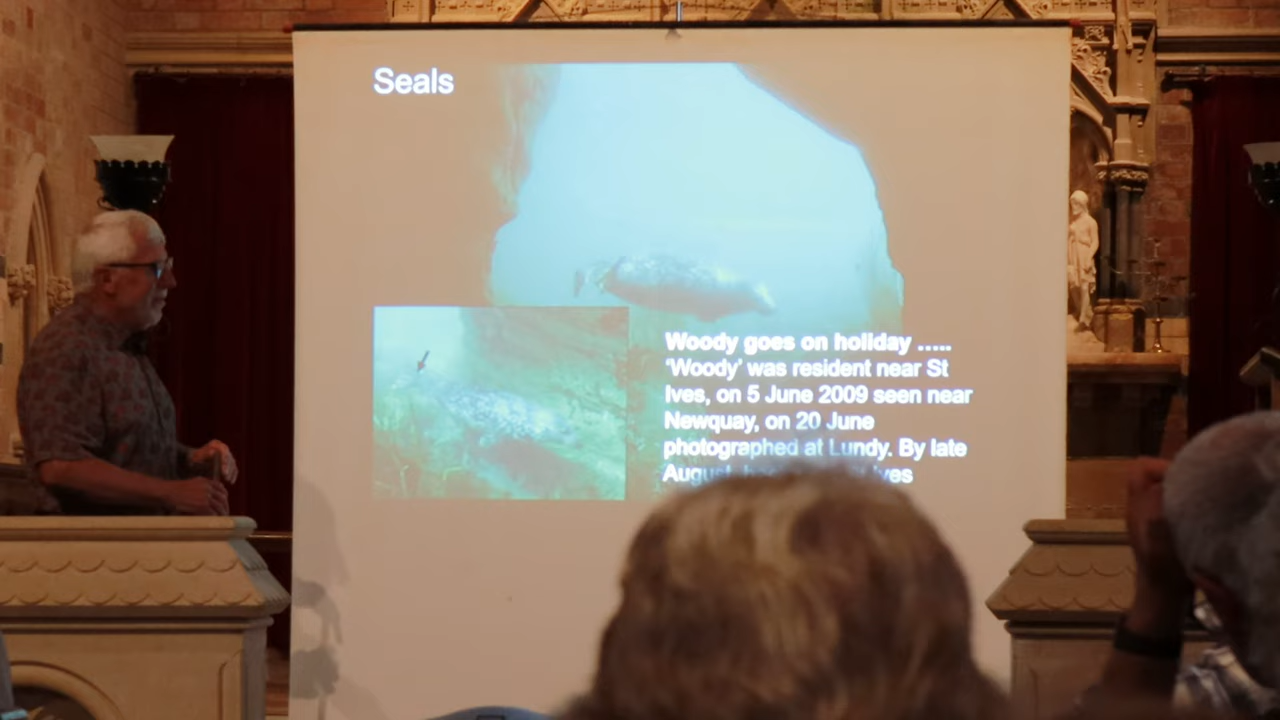 Seals
Woody goes on holiday .....
‘Woody’ was resident near St
Ives, on 5 June 2009 seen near
Newquay, on 20 June
photographed at Lundy. By late
August